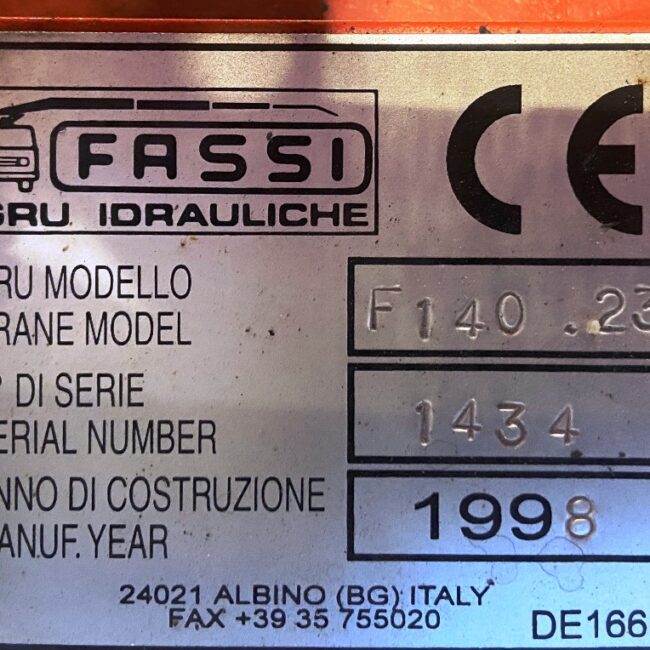 FASSI
CE
GRU IDRAULICHE
RU MODELLO
RANE MODEL
F140.23
° DI SERIE
ERIAL NUMBER
1434
NNO DI COSTRUZIONE
ANUF. YEAR
1998
24021 ALBINO (BG) ITALY
FAX +39 35 755020
DE166